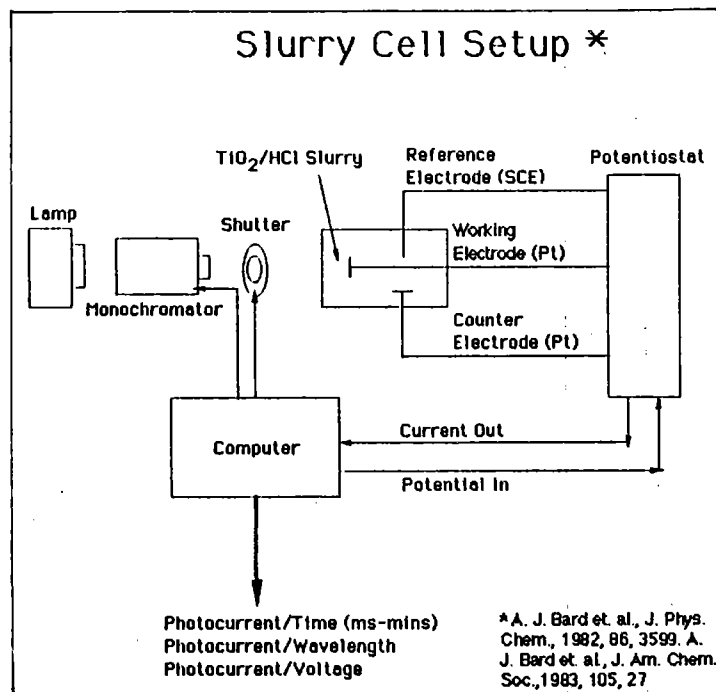 Slurry Cell Setup *
TiO2/HCl Slurry
Reference
Electrode (SCE)
Potentiostat
Lamp
Shutter
Working
Electrode (Pt)
Monochromator
Counter
Electrode (Pt)
Computer
Current Out
Potential In
Photocurrent/Time (ms-mins)
Photocurrent/Wavelength
Photocurrent/Voltage
*A. J. Bard et. al., J. Phys.
Chem., 1982, 86, 3599. A.
J. Bard et. al., J. Am. Chem.
Soc.,1983, 105, 27